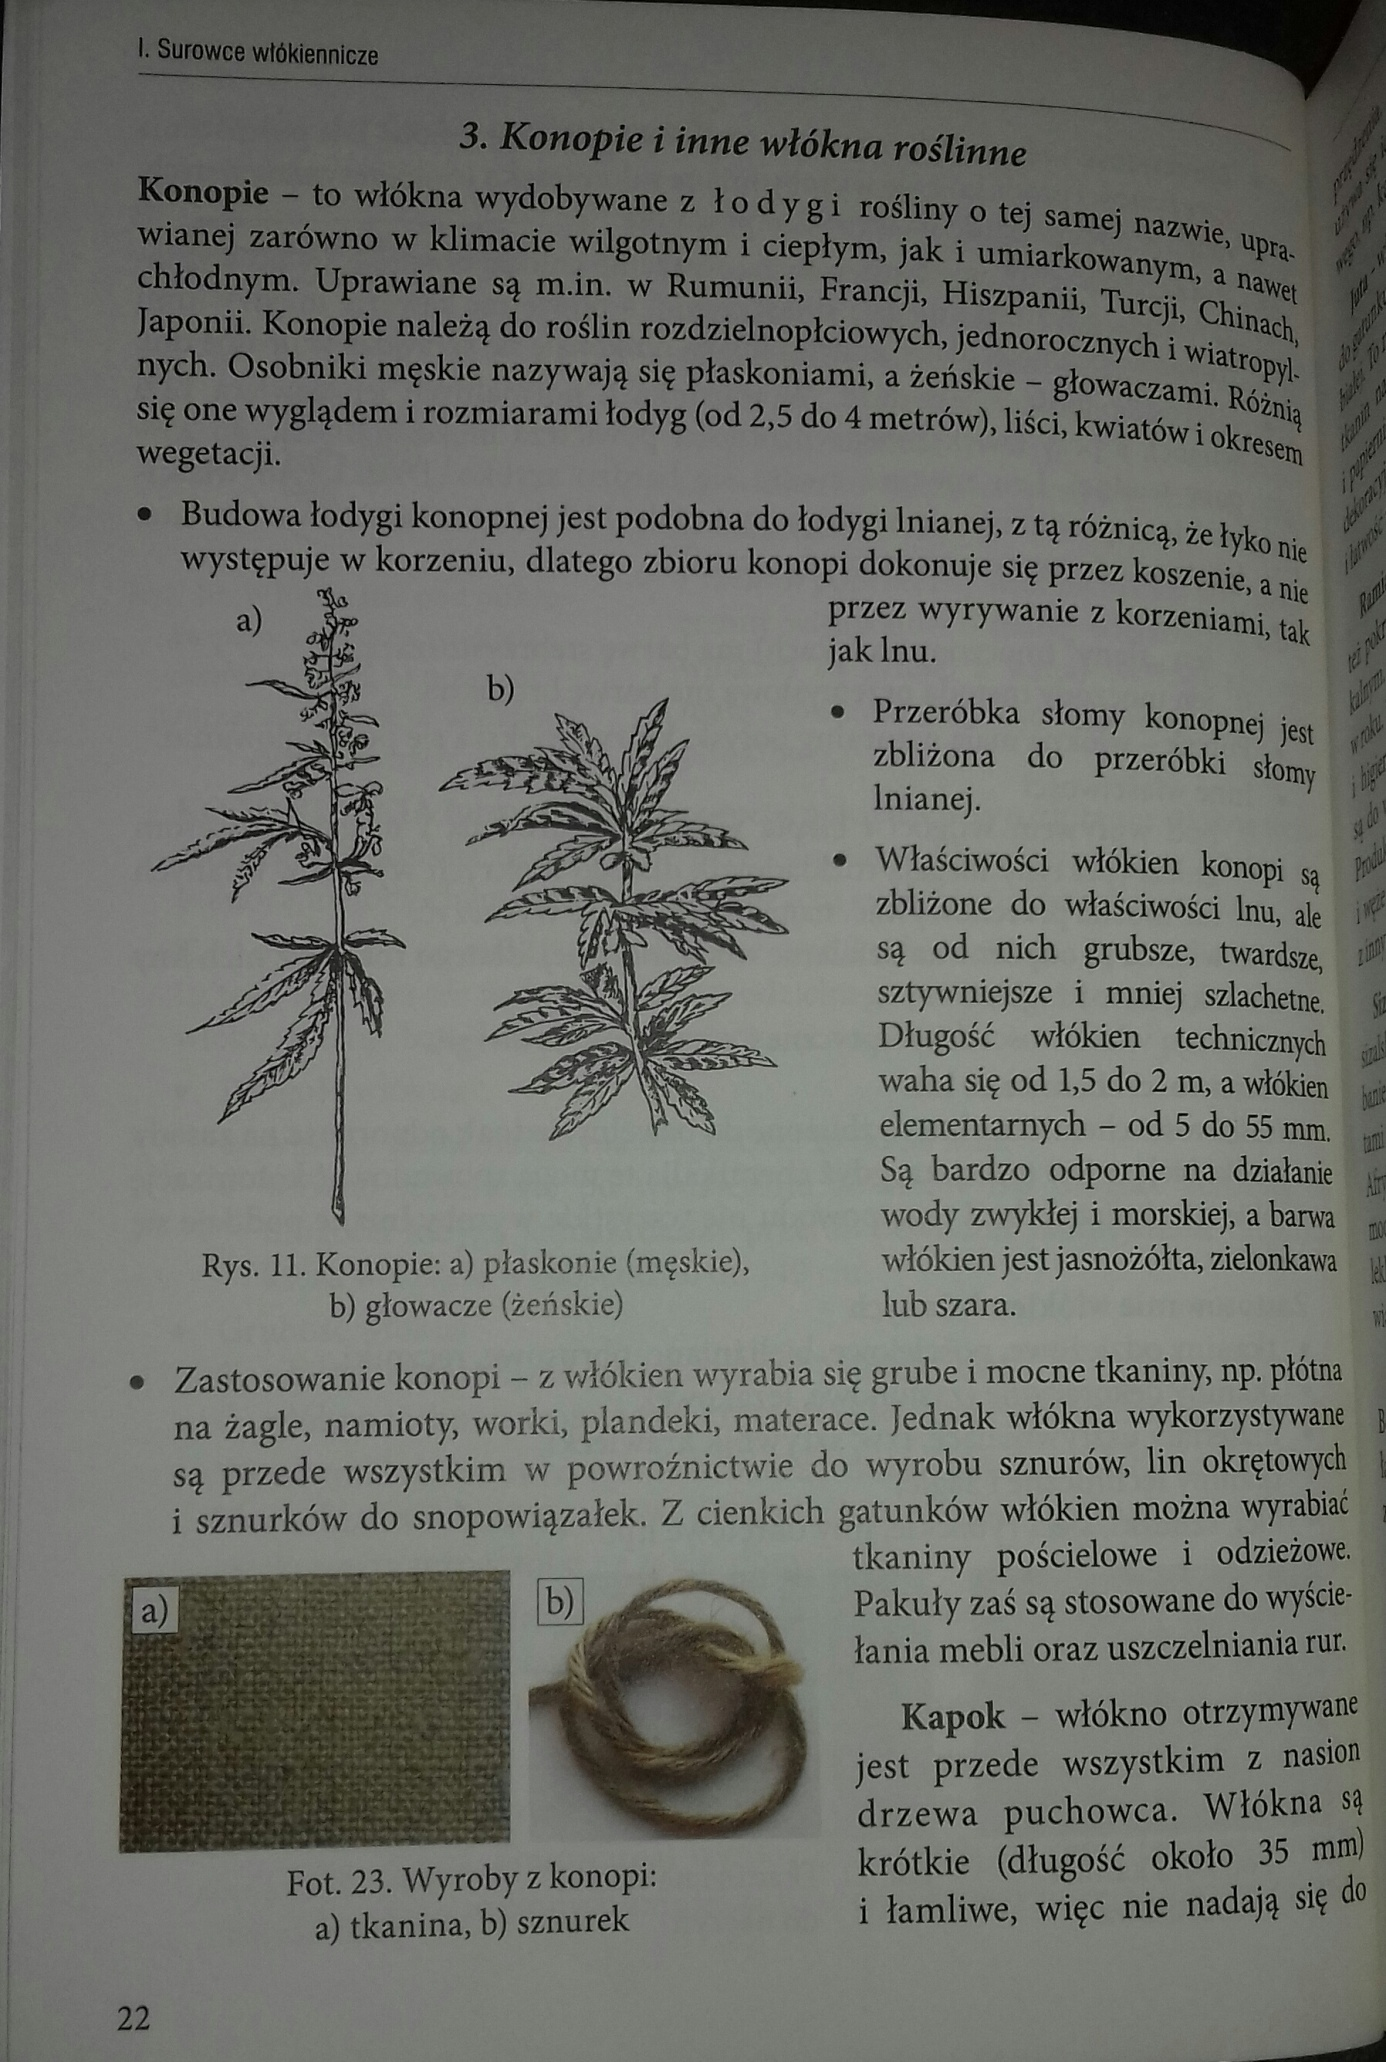 I. Surowce włókiennicze
3. Konopie i inne włókna roślinne
Konopie – to włókna wydobywane z łodygi rośliny o tej samej nazwie, upra-
wianej zarówno w klimacie wilgotnym i ciepłym, jak i umiarkowanym, a nawet
chłodnym. Uprawiane są m.in. w Rumunii, Francji, Hiszpanii, Turcji, Chinach,
Japonii. Konopie należą do roślin rozdzielnopłciowych, jednorocznych i wiatropyl-
nych. Osobniki męskie nazywają się płaskoniami, a żeńskie – głowaczami. Różnią
się one wyglądem i rozmiarami łodyg (od 2,5 do 4 metrów), liści, kwiatów i okresem
wegetacji.
• Budowa łodygi konopnej jest podobna do łodygi lnianej, z tą różnicą, że łyko nie
występuje w korzeniu, dlatego zbioru konopi dokonuje się przez koszenie, a nie
przez wyrywanie z korzeniami, tak
jak lnu.
a)
b)
• Przeróbka słomy konopnej jest
zbliżona do przeróbki słomy
lnianej.
• Właściwości włókien konopi są
zbliżone do właściwości lnu, ale
są od nich grubsze, twardsze,
sztywniejsze i mniej szlachetne.
Długość włókien technicznych
waha się od 1,5 do 2 m, a włókien
elementarnych – od 5 do 55 mm.
Są bardzo odporne na działanie
wody zwykłej i morskiej, a barwa
włókien jest jasnożółta, zielonkawa
lub szara.
Rys. 11. Konopie: a) płaskonie (męskie),
b) głowacze (żeńskie)
• Zastosowanie konopi – z włókien wyrabia się grube i mocne tkaniny, np. płótna
na żagle, namioty, worki, plandeki, materace. Jednak włókna wykorzystywane
są przede wszystkim w powroźnictwie do wyrobu sznurów, lin okrętowych
i sznurków do snopowiązałek. Z cienkich gatunków włókien można wyrabiać
tkaniny pościelowe i odzieżowe.
Pakuły zaś są stosowane do wyście-
łania mebli oraz uszczelniania rur.
a)
b)
Fot. 23. Wyroby z konopi:
a) tkanina, b) sznurek
Kapok – włókno otrzymywane
jest przede wszystkim z nasion
drzewa puchowca. Włókna są
krótkie (długość około 35 mm)
i łamliwe, więc nie nadają się do
22